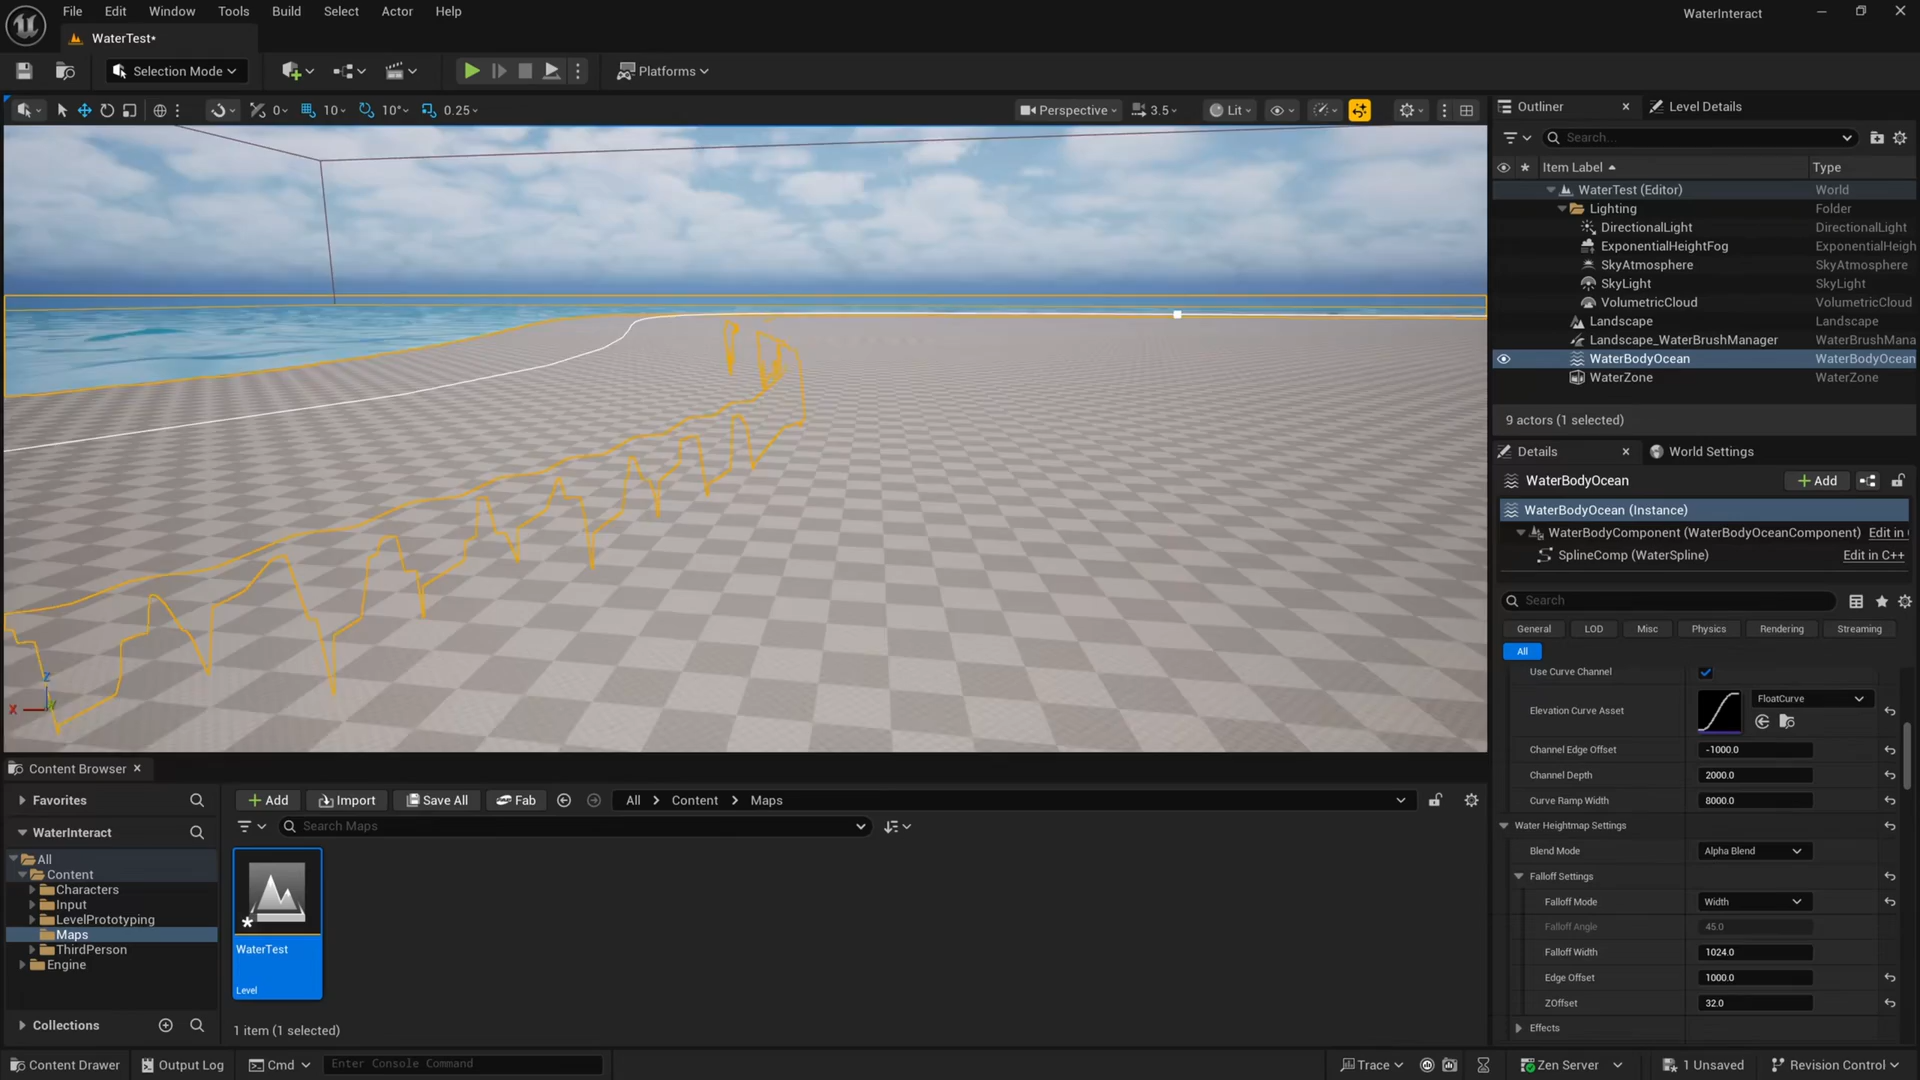 File Edit Window Tools Build Select Actor Help
WaterInteract
WaterTest•
Selection Mode
Platforms
0 10 10° 0.25
Perspective 3.5 Lit
Outliner Level Details
Search...
Item Label Type
WaterTest (Editor) World
Lighting Folder
DirectionalLight DirectionalLight
ExponentialHeightFog ExponentialHeigh
SkyAtmosphere SkyAtmosphere
SkyLight SkyLight
VolumetricCloud VolumetricCloud
Landscape Landscape
Landscape_WaterBrushManager WaterBrushMana
WaterBodyOcean WaterBodyOcean
WaterZone WaterZone
9 actors (1 selected)
Details World Settings
WaterBodyOcean Add
WaterBodyOcean (Instance)
WaterBodyComponent (WaterBodyOceanComponent) Edit in
SplineComp (WaterSpline) Edit in C++
Search
General LOD Misc Physics Rendering Streaming
All
Use Curve Channel
Elevation Curve Asset FloatCurve
Channel Edge Offset -1000.0
Channel Depth 2000.0
Curve Ramp Width 8000.0
Water Heightmap Settings
Blend Mode Alpha Blend
Falloff Settings
Falloff Mode Width
Falloff Angle 45.0
Falloff Width 1024.0
Edge Offset 1000.0
ZOffset 32.0
Effects
Z
X
Content Browser
Favorites
Add Import Save All Fab All Content Maps
Search Maps
WaterInteract
All
Content
Characters
Input
LevelPrototyping
Maps
ThirdPerson
Engine
WaterTest
Level
Collections
1 item (1 selected)
Content Drawer Output Log Cmd Enter Console Command Trace Zen Server 1 Unsaved Revision Control